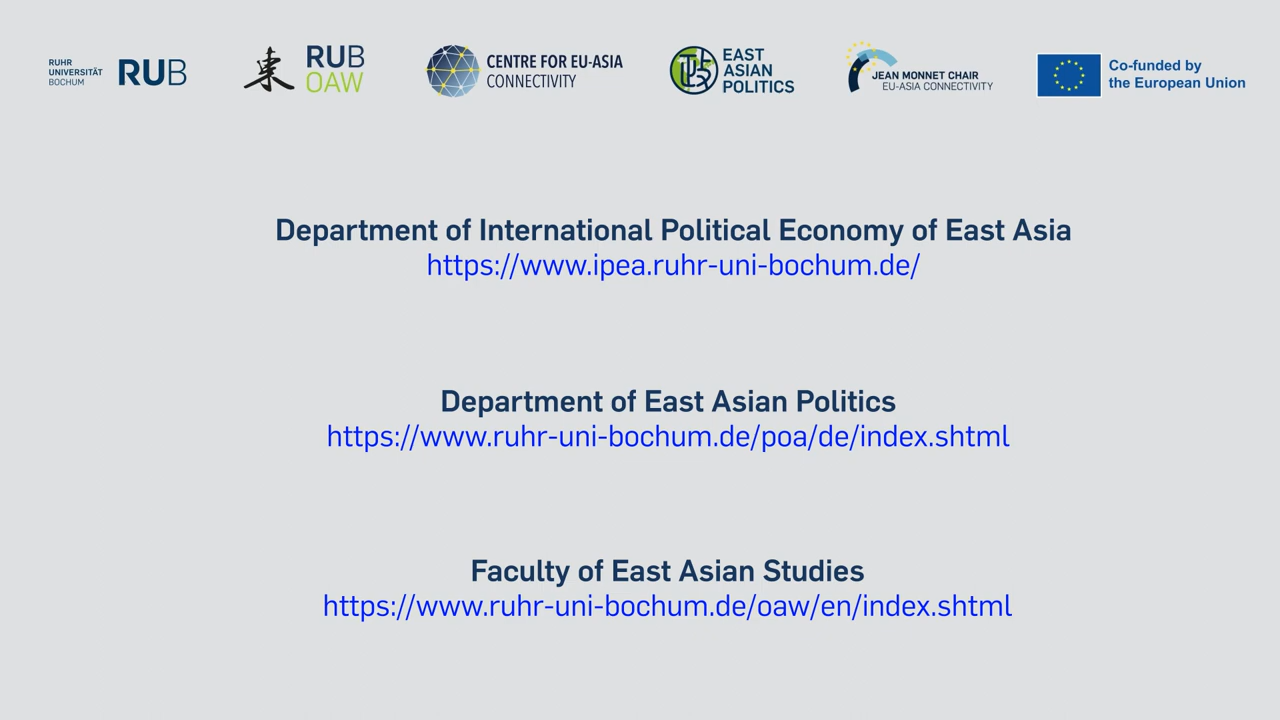 RUHR
UNIVERSITÄT
BOCHUM
RUB
東
RUB
OAW
CENTRE FOR EU-ASIA
CONNECTIVITY
EAST
ASIAN
POLITICS
JEAN MONNET CHAIR
EU-ASIA CONNECTIVITY
Co-funded by
the European Union
Department of International Political Economy of East Asia
https://www.ipea.ruhr-uni-bochum.de/
Department of East Asian Politics
https://www.ruhr-uni-bochum.de/poa/de/index.shtml
Faculty of East Asian Studies
https://www.ruhr-uni-bochum.de/oaw/en/index.shtml